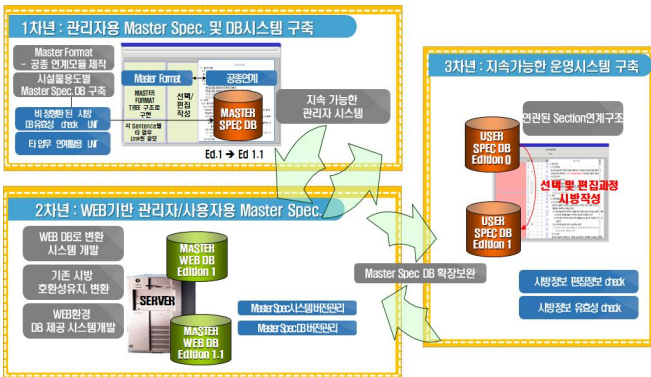 1차년 : 관리자용 Master Spec. 및 DB시스템 구축
Master Format
- 공종 연계모듈 제작
시설물용도별
Master Spec. DB 구축
비정형화된 시방
DB유효성 check UNIT
타 업무 연계활용 UNIT
Master Format
공종연계
MASTER
FORMAT
TREE 구조로
구현
선택/
편집
작성
각 Sentence별
타 업무
Link된 정보
MASTER
SPEC DB
Ed.1 → Ed 1.1
지속 가능한
관리자 시스템
2차년 : WEB기반 관리자/사용자용 Master Spec.
WEB DB로 변환
시스템 개발
기존 시방
호환성유지, 변환
WEB환경
DB 제공 시스템개발
SERVER
MASTER
WEB DB
Edition 1
MASTER
WEB DB
Edition 1.1
Master Spec시스템 버전관리
Master Spec DB 버전관리
Master Spec DB 확장보완
3차년 : 지속가능한 운영시스템 구축
연관된 Section연계구조
USER
SPEC DB
Edition 0
선택 및 편집과정
시방작성
USER
SPEC DB
Edition 1
시방정보 편집정보 check
시방정보 유효성 check